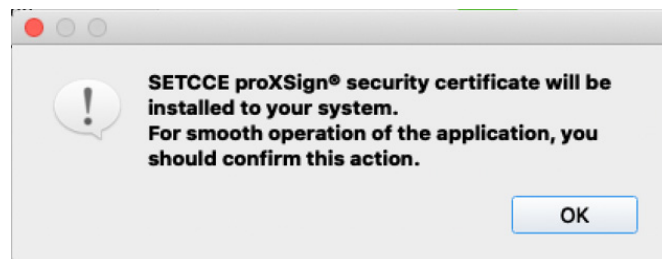 SETCCE proXSign® security certificate will be
installed to your system.
For smooth operation of the application, you
should confirm this action.
OK